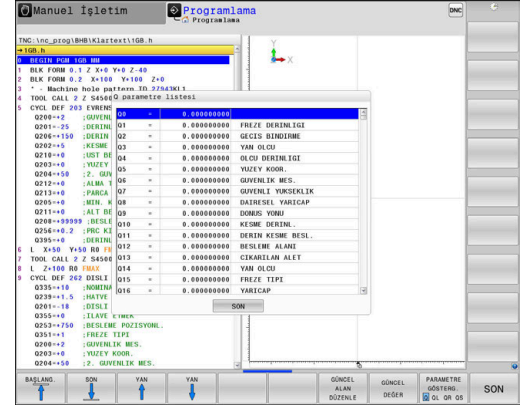 Manuel İşletim
Programlama
Programlama
DNC
TNC:\nc_prog\BHB\Klartext\1GB.h
→1GB.h
0 BEGIN PGM 1GB MM
1 BLK FORM 0.1 Z X+0 Y+0 Z-40
2 BLK FORM 0.2 X+100 Y+100 Z+0
3 * - Machine hole pattern ID 27943KL1
4 TOOL CALL 2 Z S4500
5 CYCL DEF 203 EVRENS
Q200=+2 ;GUVENL
Q201=-25 ;DERINL
Q206=+150 ;DERIN
Q202=+5 ;KESME
Q210=+0 ;UST BE
Q203=+0 ;YUZEY
Q204=+50 ;2. GUV
Q212=+0 ;ALMA T
Q213=+0 ;PARCA
Q205=+0 ;MIN. K
Q211=+0 ;ALT BE
Q208=+99999 ;BESLE
Q256=+0.2 ;PRC KI
Q395=+0 ;DERINL
6 L X+50 Y+50 R0 FM
7 TOOL CALL 2 Z S4500
8 L Z+100 R0 FMAX
9 CYCL DEF 262 DISLI
Q335=+10 ;NOMINA
Q239=+1.5 ;HATVE
Q201=-18 ;DISLI
Q355=+0 ;ILAVE ETMEK
Q253=+750 ;BESLEME POZISYONL.
Q351=+1 ;FREZE TIPI
Q200=+2 ;GUVENLIK MES.
Q203=+0 ;YUZEY KOOR.
Q204=+50 ;2. GUVENLIK MES.
Y
X
Q parametre listesi
Q0 = 0.000000000
Q1 = 0.000000000 FREZE DERINLIGI
Q2 = 0.000000000 GECIS BINDIRME
Q3 = 0.000000000 YAN OLCU
Q4 = 0.000000000 OLCU DERINLIGI
Q5 = 0.000000000 YUZEY KOOR.
Q6 = 0.000000000 GUVENLIK MES.
Q7 = 0.000000000 GUVENLI YUKSEKLIK
Q8 = 0.000000000 DAIRESEL YARICAP
Q9 = 0.000000000 DONUS YONU
Q10 = 0.000000000 KESME DERINL.
Q11 = 0.000000000 DERIN KESME BESL.
Q12 = 0.000000000 BESLEME ALANI
Q13 = 0.000000000 CIKARILAN ALET
Q14 = 0.000000000 YAN OLCU
Q15 = 0.000000000 FREZE TIPI
Q16 = 0.000000000 YARICAP
SON
BAŞLANG.
SON
YAN
YAN
GÜNCEL
ALAN
DÜZENLE
GÜNCEL
DEĞER
PARAMETRE
GÖSTERG.
Q QL QR QS
SON